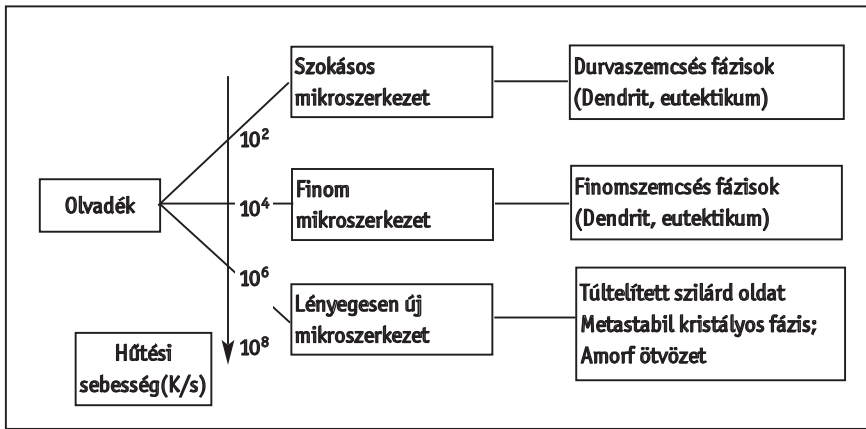 Szokásos
mikroszerkezet
Durvaszemcsés fázisok
(Dendrit, eutektikum)
10²
Olvadék
Finom
mikroszerkezet
Finomszemcsés fázisok
(Dendrit, eutektikum)
10⁴
10⁶
Lényegesen új
mikroszerkezet
Túltelített szilárd oldat
Metastabil kristályos fázis;
Amorf ötvözet
10⁸
Hűtési
sebesség(K/s)